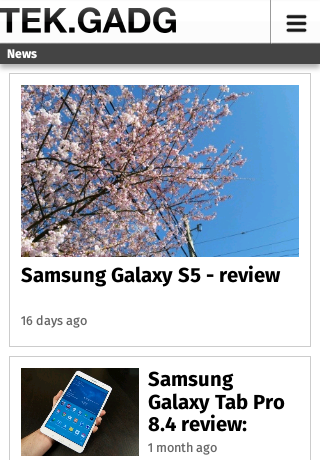 TEK.GADG
News
Samsung Galaxy S5 - review
16 days ago
Samsung
Galaxy Tab Pro
8.4 review:
1 month ago